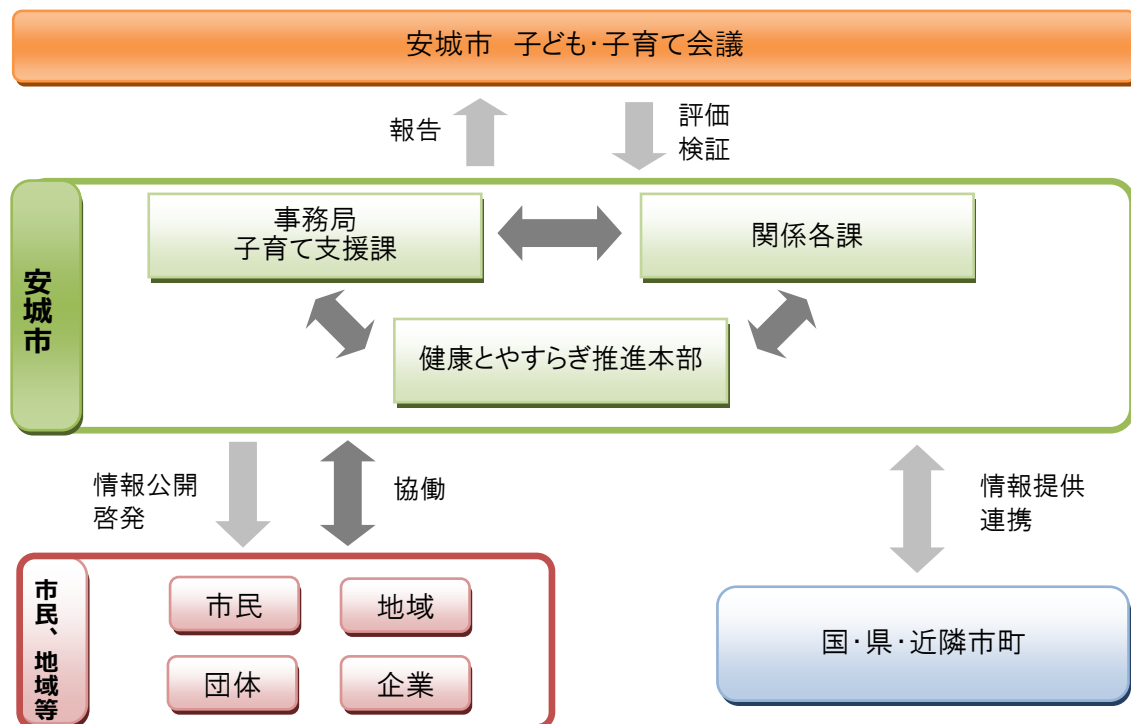 安城市　子ども・子育て会議
報告
評価
検証
安城市
事務局
子育て支援課
関係各課
健康とやすらぎ推進本部
情報公開
啓発
協働
情報提供
連携
市民、地域等
市民
地域
団体
企業
国・県・近隣市町